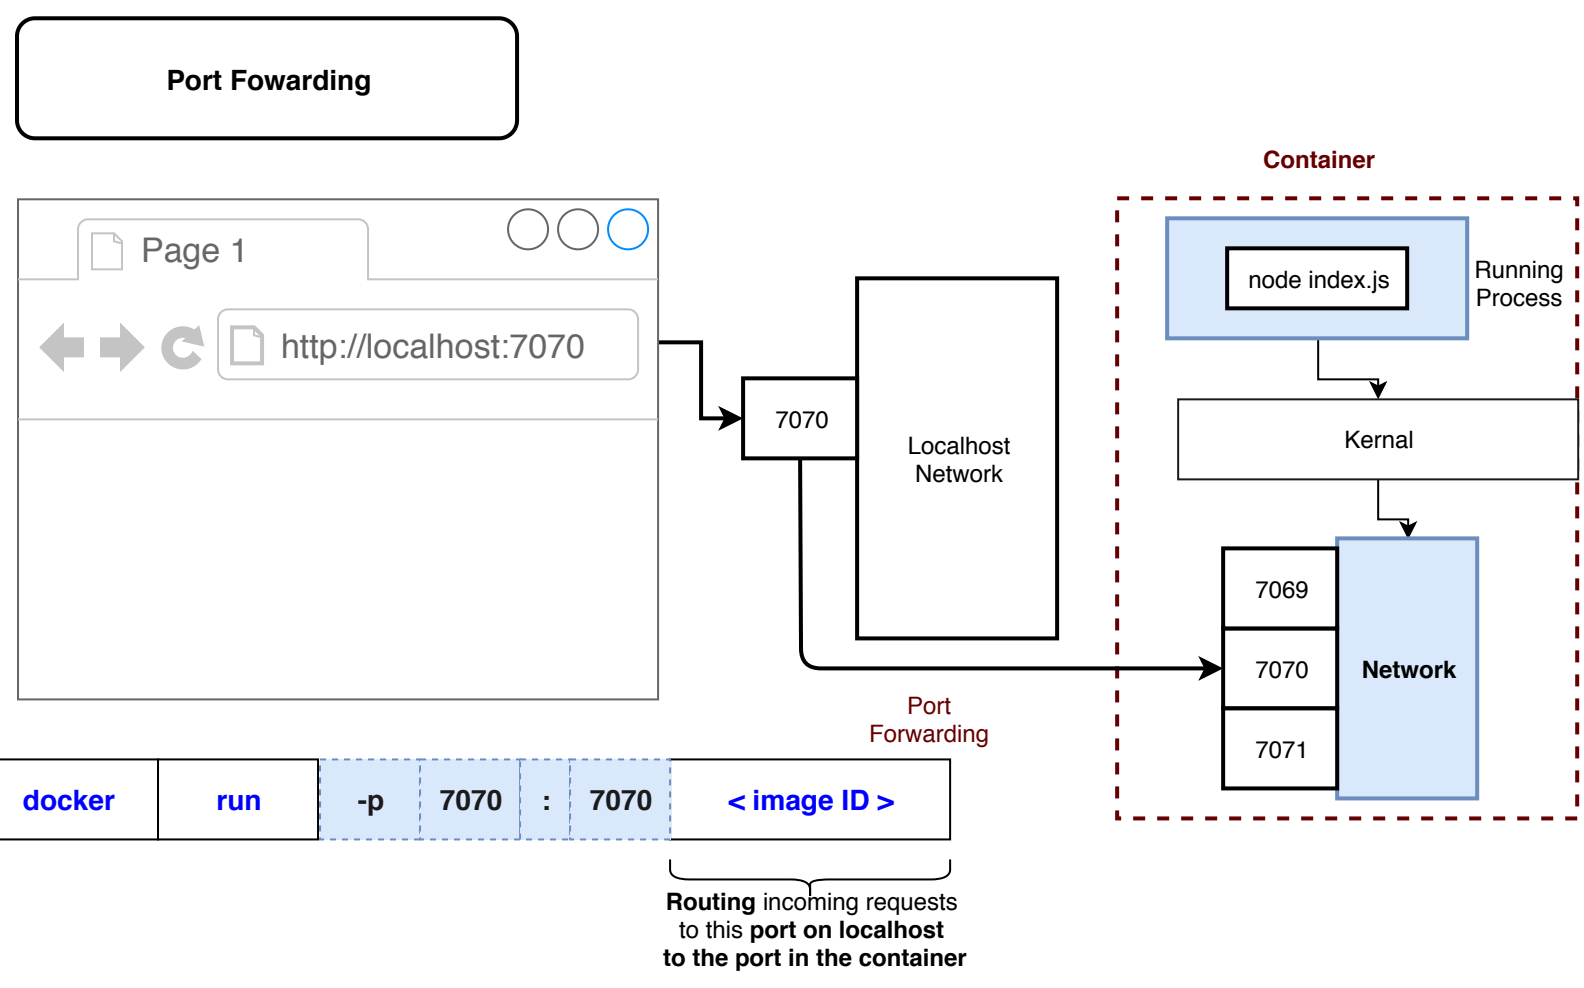 Port Fowarding
Container
Page 1
http://localhost:7070
7070
Localhost
Network
node index.js
Running
Process
Kernal
7069
7070
7071
Network
Port
Forwarding
docker run -p 7070 : 7070 < image ID >
Routing incoming requests
to this port on localhost
to the port in the container